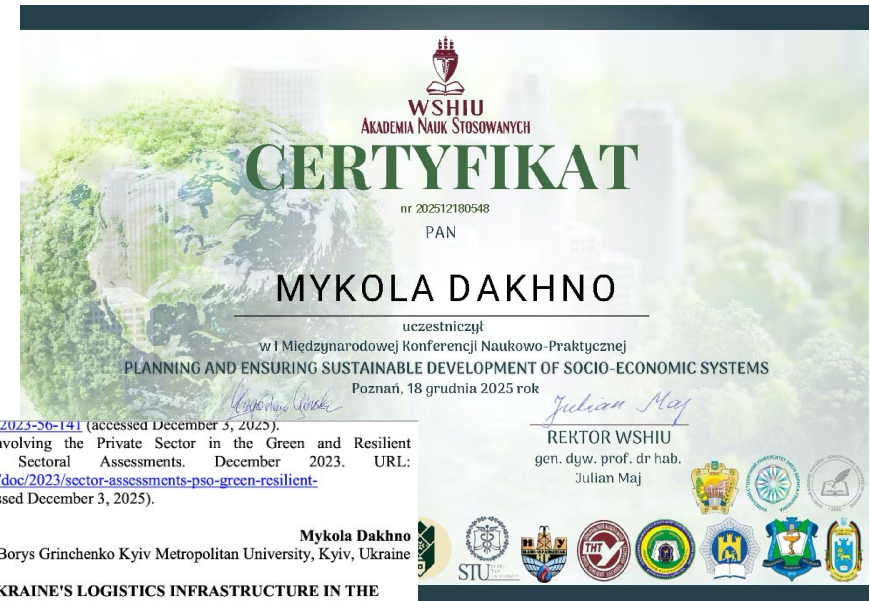 WSHIU
AKADEMIA NAUK STOSOWANYCH
CERTYFIKAT
nr 202512180548
PAN
MYKOLA DAKHNO
uczestniczył
w I Międzynarodowej Konferencji Naukowo-Praktycznej
PLANNING AND ENSURING SUSTAINABLE DEVELOPMENT OF SOCIO-ECONOMIC SYSTEMS
Poznań, 18 grudnia 2025 rok
Julian Maj
REKTOR WSHIU
gen. dyw. prof. dr hab.
Julian Maj
2023-56-141 (accessed December 3, 2025).
nvolving the Private Sector in the Green and Resilient
Sectoral Assessments. December 2023. URL:
/doc/2023/sector-assessments-pso-green-resilient-
ssed December 3, 2025).
Mykola Dakhno
Borys Grinchenko Kyiv Metropolitan University, Kyiv, Ukraine
KRAINE'S LOGISTICS INFRASTRUCTURE IN THE
STU
ТНТУ